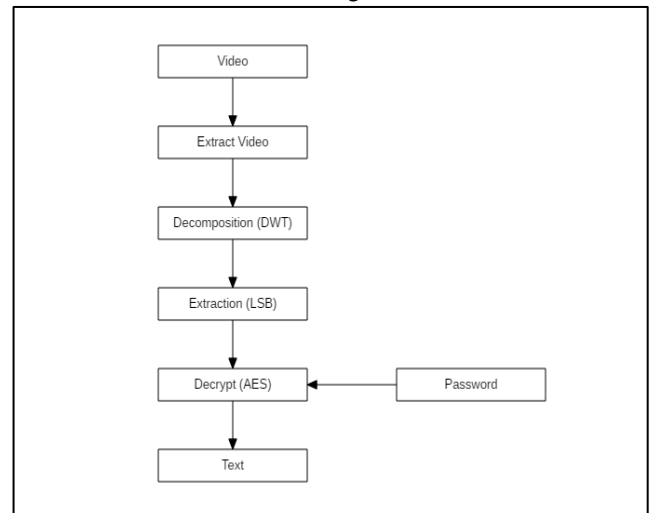 Video
Extract Video
Decomposition (DWT)
Extraction (LSB)
Decrypt (AES)
Password
Text